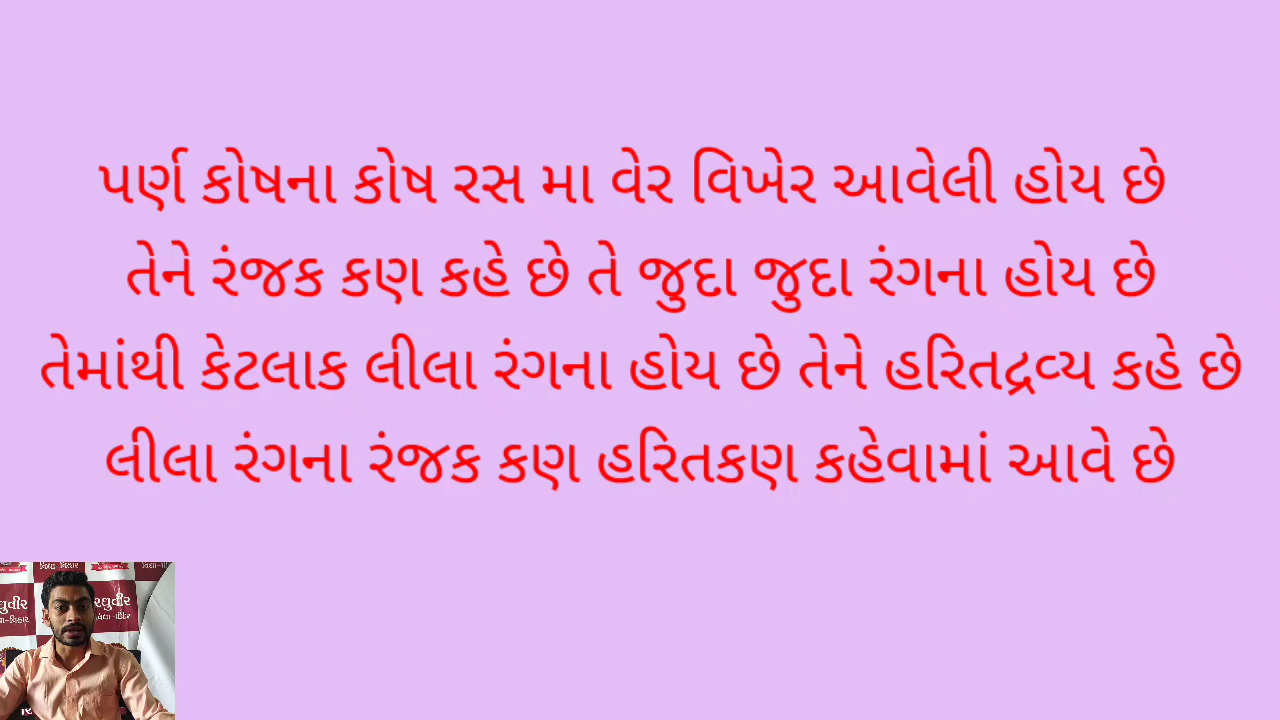 પર્ણ કોષના કોષ રસ મા વેર વિખેર આવેલી હોય છે
તેને રંજક કણ કહે છે તે જુદા જુદા રંગના હોય છે
તેમાંથી કેટલાક લીલા રંગના હોય છે તેને હરિતદ્રવ્ય કહે છે
લીલા રંગના રંજક કણ હરિતકણ કહેવામાં આવે છે